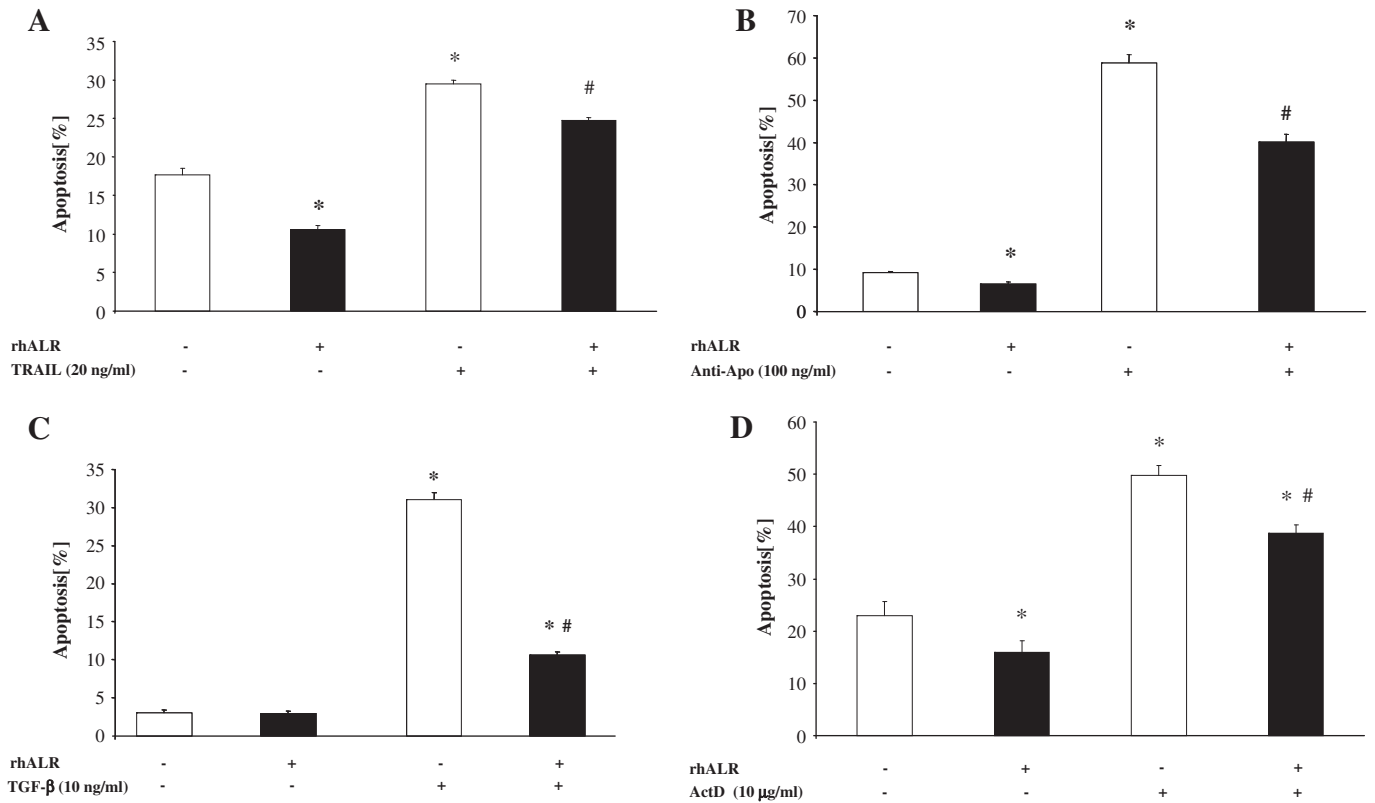 A
Apoptosis[%]
35
30
25
20
15
10
5
0
*
*
#
rhALR - + - +
TRAIL (20 ng/ml) - - + +
B
Apoptosis[%]
70
60
50
40
30
20
10
0
*
*
#
rhALR - + - +
Anti-Apo (100 ng/ml) - - + +
C
Apoptosis[%]
35
30
25
20
15
10
5
0
*
* #
rhALR - + - +
TGF-β (10 ng/ml) - - + +
D
Apoptosis[%]
60
50
40
30
20
10
0
*
*
* #
rhALR - + - +
ActD (10 μg/ml) - - + +